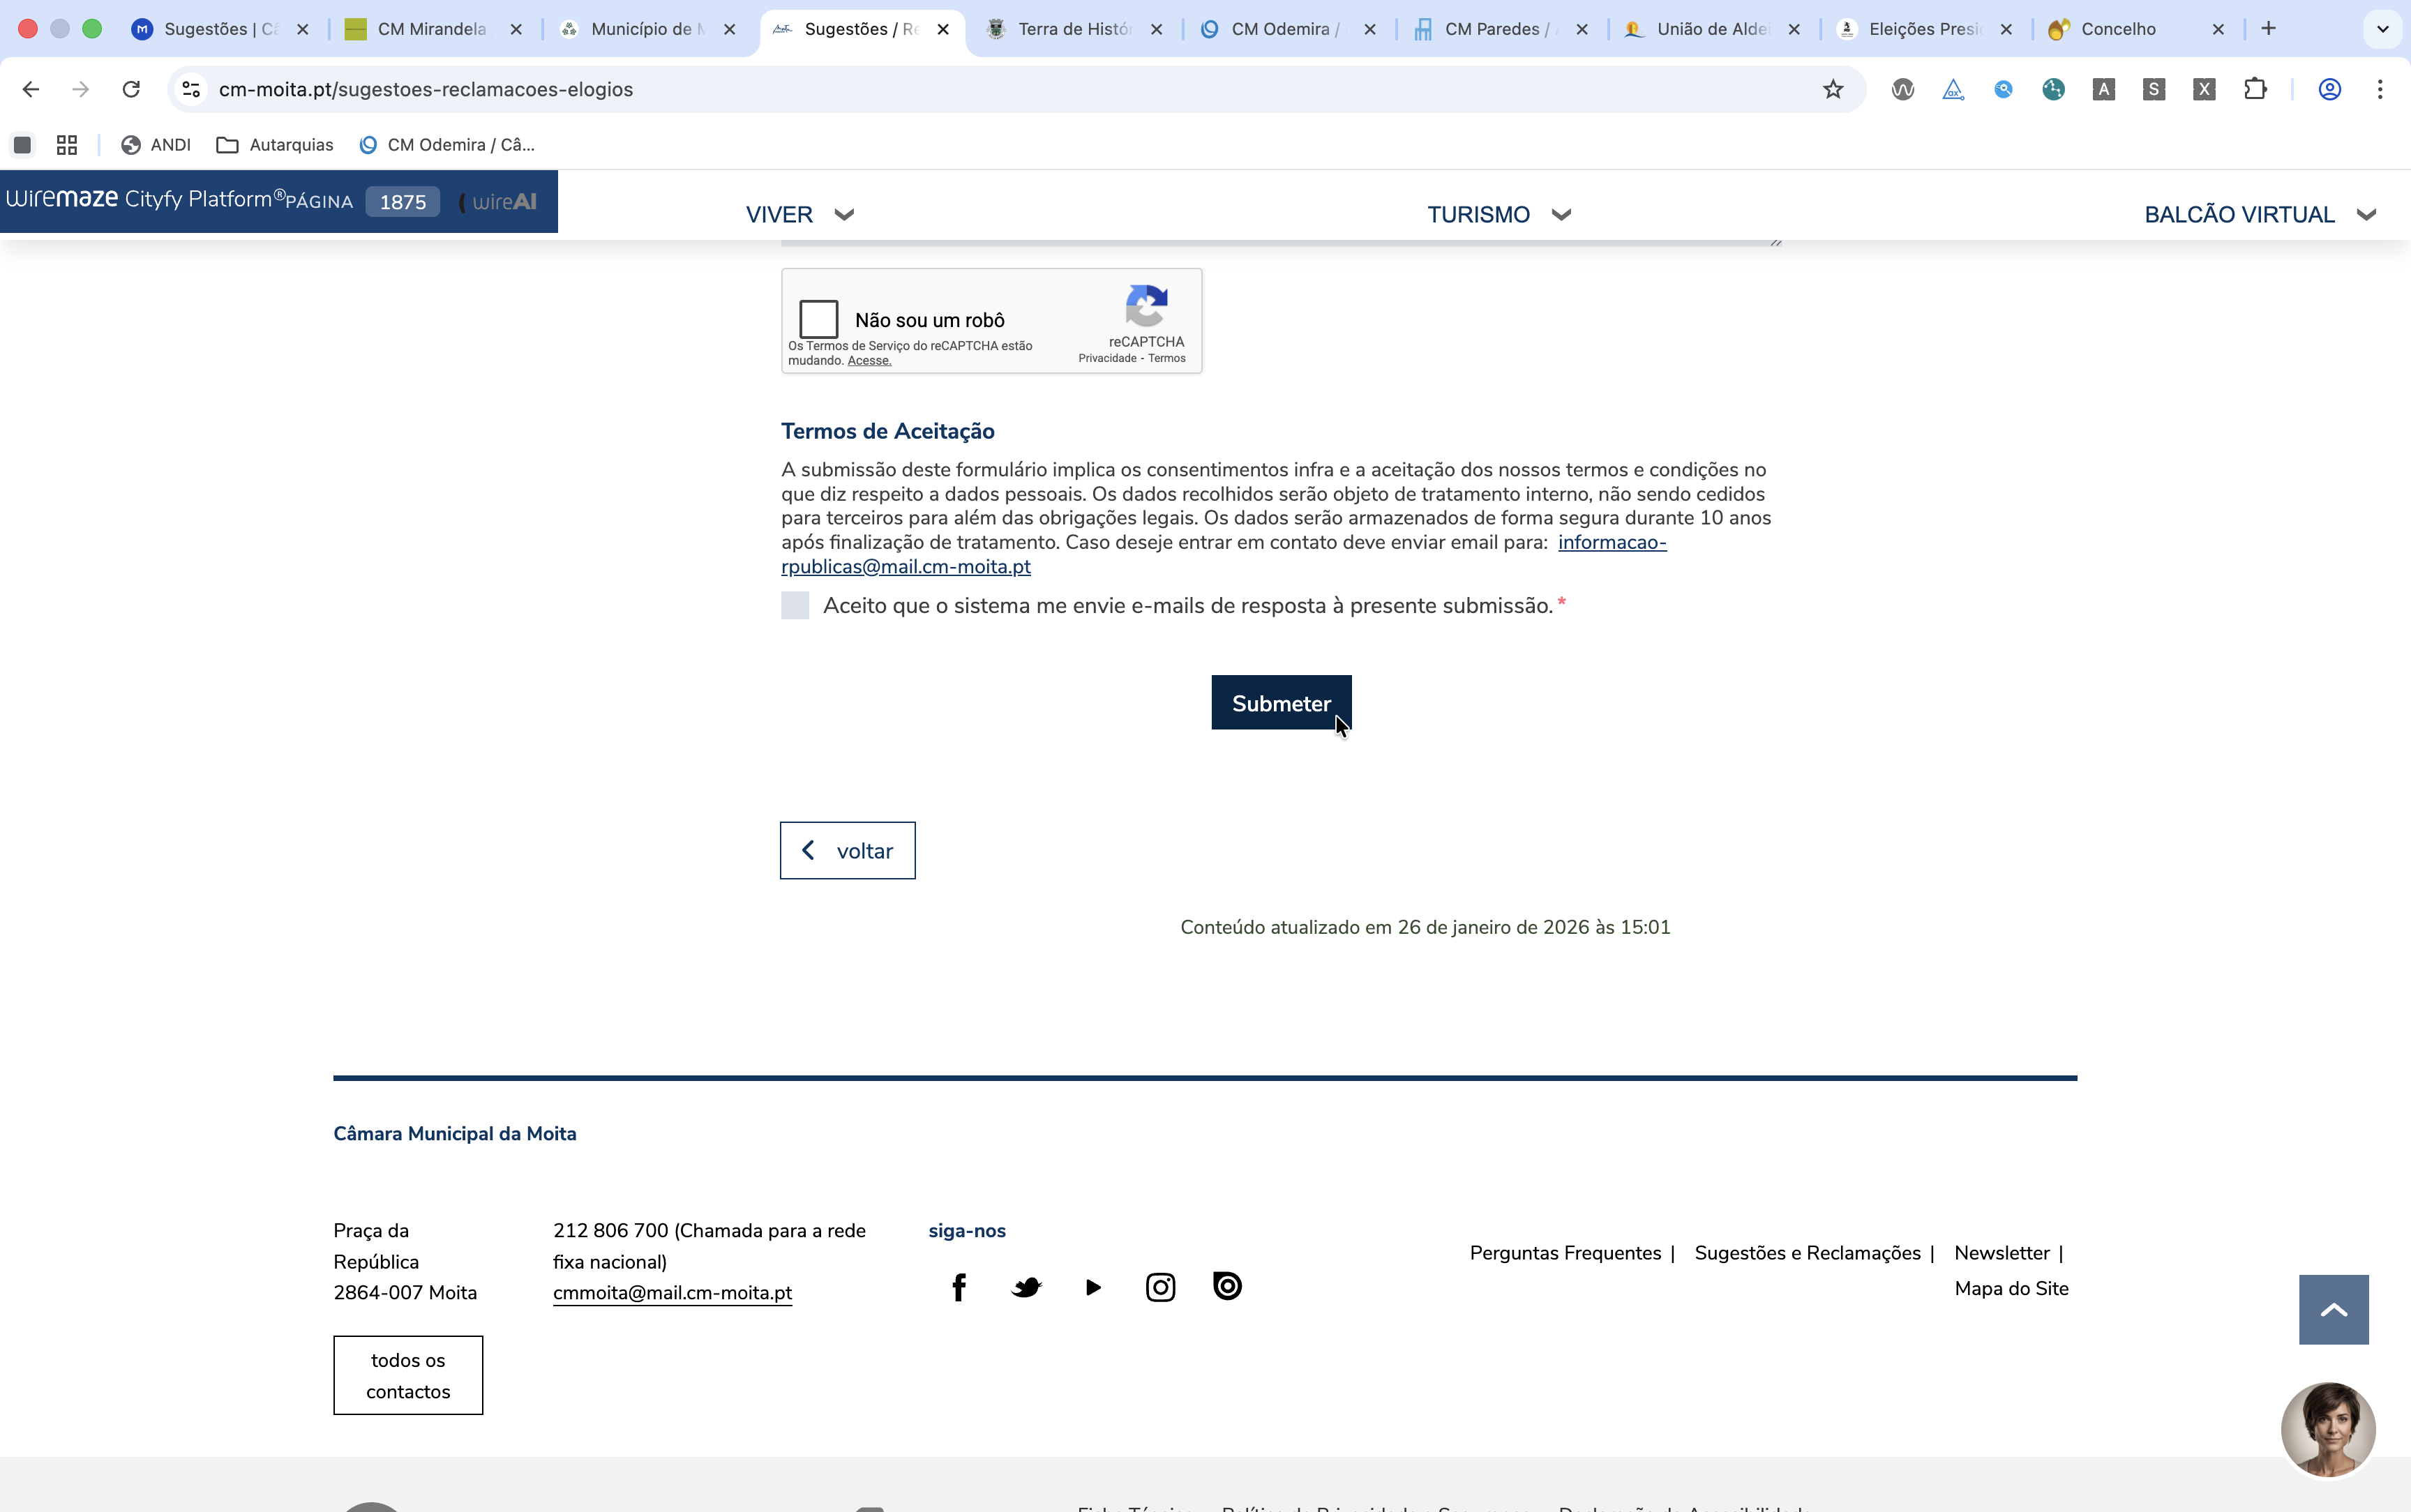 Sugestões | Câ
CM Mirandela
Município de M
Sugestões / Re
Terra de Histór
CM Odemira /
CM Paredes /
União de Aldei
Eleições Presi
Concelho
cm-moita.pt/sugestoes-reclamacoes-elogios
ANDI
Autarquias
CM Odemira / Câ...
wiremaze Cityfy Platform®
PÁGINA
1875
wireAI
VIVER
TURISMO
BALCÃO VIRTUAL
Não sou um robô
Os Termos de Serviço do reCAPTCHA estão
mudando. Acesse.
reCAPTCHA
Privacidade - Termos
Termos de Aceitação
A submissão deste formulário implica os consentimentos infra e a aceitação dos nossos termos e condições no
que diz respeito a dados pessoais. Os dados recolhidos serão objeto de tratamento interno, não sendo cedidos
para terceiros para além das obrigações legais. Os dados serão armazenados de forma segura durante 10 anos
após finalização de tratamento. Caso deseje entrar em contato deve enviar email para: informacao-
rpublicas@mail.cm-moita.pt
Aceito que o sistema me envie e-mails de resposta à presente submissão. *
Submeter
voltar
Conteúdo atualizado em 26 de janeiro de 2026 às 15:01
Câmara Municipal da Moita
Praça da
República
2864-007 Moita
212 806 700 (Chamada para a rede
fixa nacional)
cmmoita@mail.cm-moita.pt
siga-nos
Perguntas Frequentes |
Sugestões e Reclamações |
Newsletter |
Mapa do Site
todos os
contactos